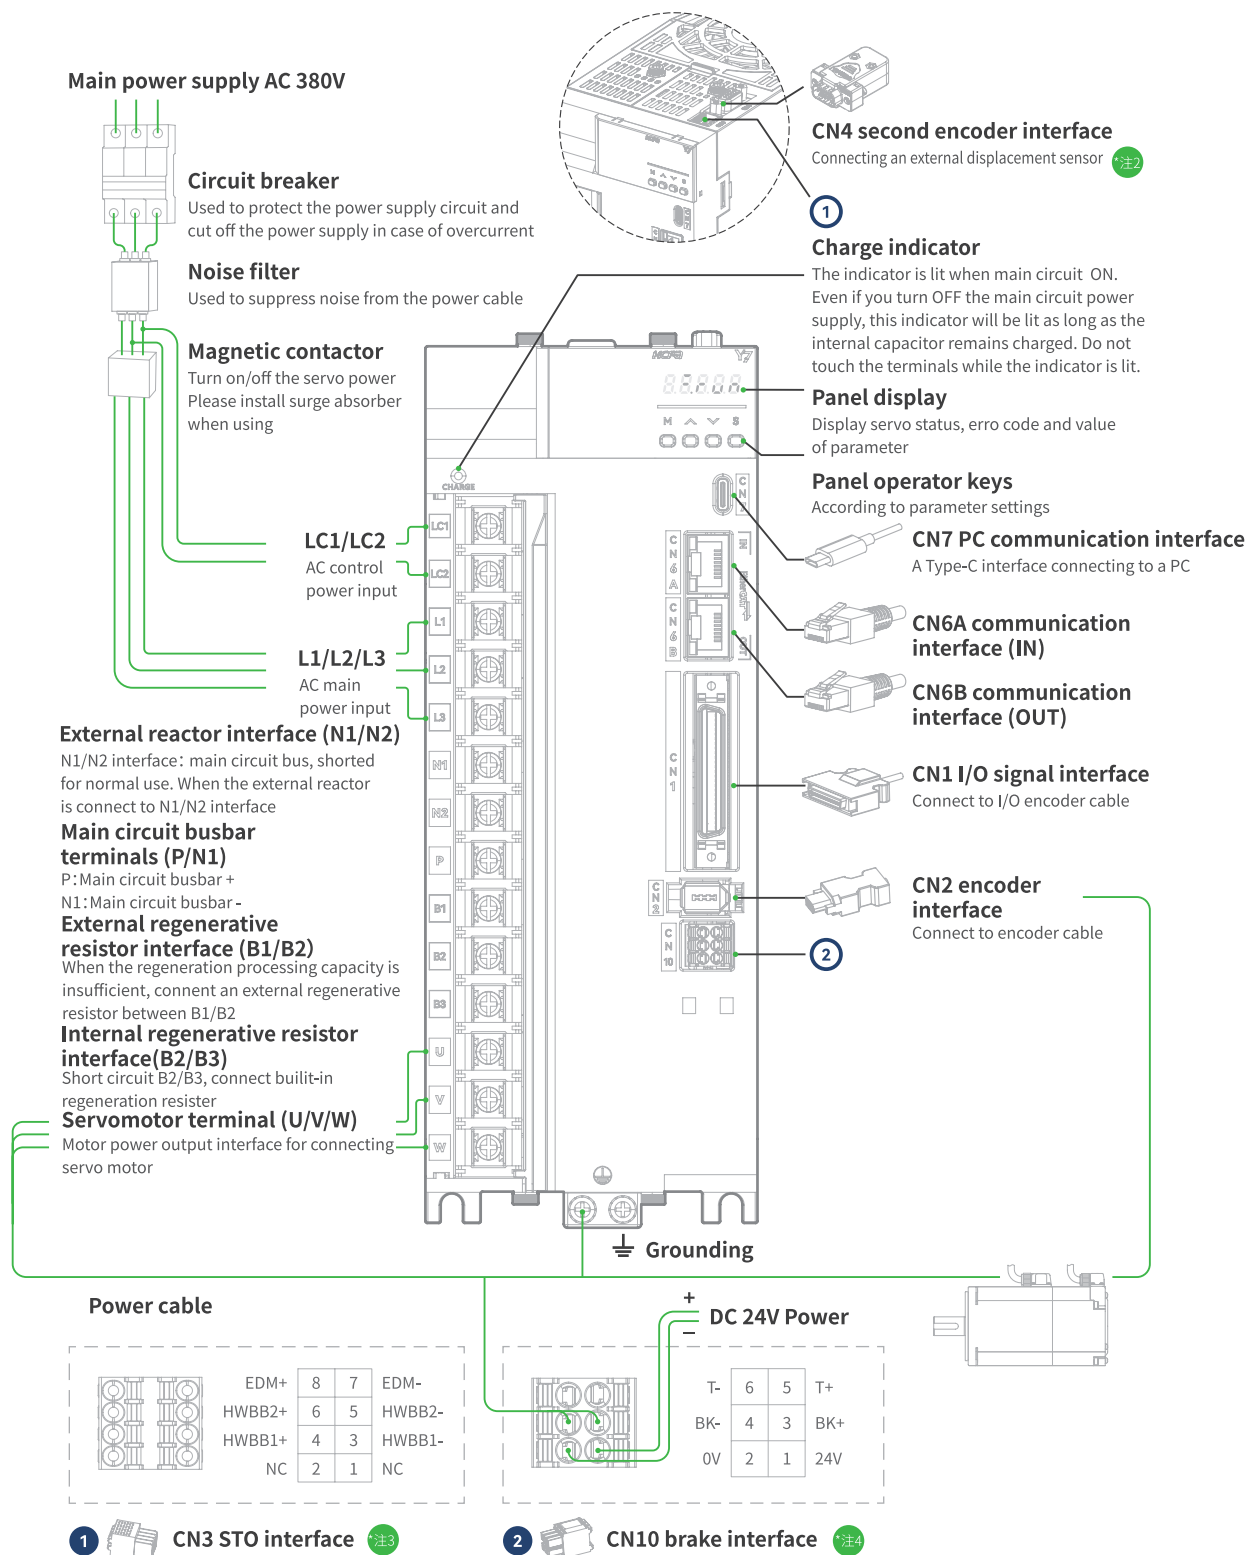 Main power supply AC 380V
Circuit breaker
Used to protect the power supply circuit and
cut off the power supply in case of overcurrent
Noise filter
Used to suppress noise from the power cable
Magnetic contactor
Turn on/off the servo power
Please install surge absorber
when using
LC1/LC2
AC control
power input
L1/L2/L3
AC main
power input
External reactor interface (N1/N2)
N1/N2 interface: main circuit bus, shorted
for normal use. When the external reactor
is connect to N1/N2 interface
Main circuit busbar
terminals (P/N1)
P:Main circuit busbar +
N1:Main circuit busbar -
External regenerative
resistor interface (B1/B2)
When the regeneration processing capacity is
insufficient, connent an external regenerative
resistor between B1/B2
Internal regenerative resistor
interface(B2/B3)
Short circuit B2/B3, connect builit-in
regeneration resister
Servomotor terminal (U/V/W)
Motor power output interface for connecting
servo motor
HCFA
Y7
M
S
CHARGE
LC1
LC2
L1
L2
L3
N1
N2
P
B1
B2
B3
U
V
W
CN6A
CN6B
IN
OUT
CN1
CN2
CN10
CN4 second encoder interface
Connecting an external displacement sensor *注2
1
Charge indicator
The indicator is lit when main circuit ON.
Even if you turn OFF the main circuit power
supply, this indicator will be lit as long as the
internal capacitor remains charged. Do not
touch the terminals while the indicator is lit.
Panel display
Display servo status, erro code and value
of parameter
Panel operator keys
According to parameter settings
CN7 PC communication interface
A Type-C interface connecting to a PC
CN6A communication
interface (IN)
CN6B communication
interface (OUT)
CN1 I/O signal interface
Connect to I/O encoder cable
CN2 encoder
interface
Connect to encoder cable
2
Grounding
Power cable
+
−
DC 24V Power
EDM+ 8 7 EDM-
HWBB2+ 6 5 HWBB2-
HWBB1+ 4 3 HWBB1-
NC 2 1 NC
T- 6 5 T+
BK- 4 3 BK+
0V 2 1 24V
1 CN3 STO interface *注3
2 CN10 brake interface *注4